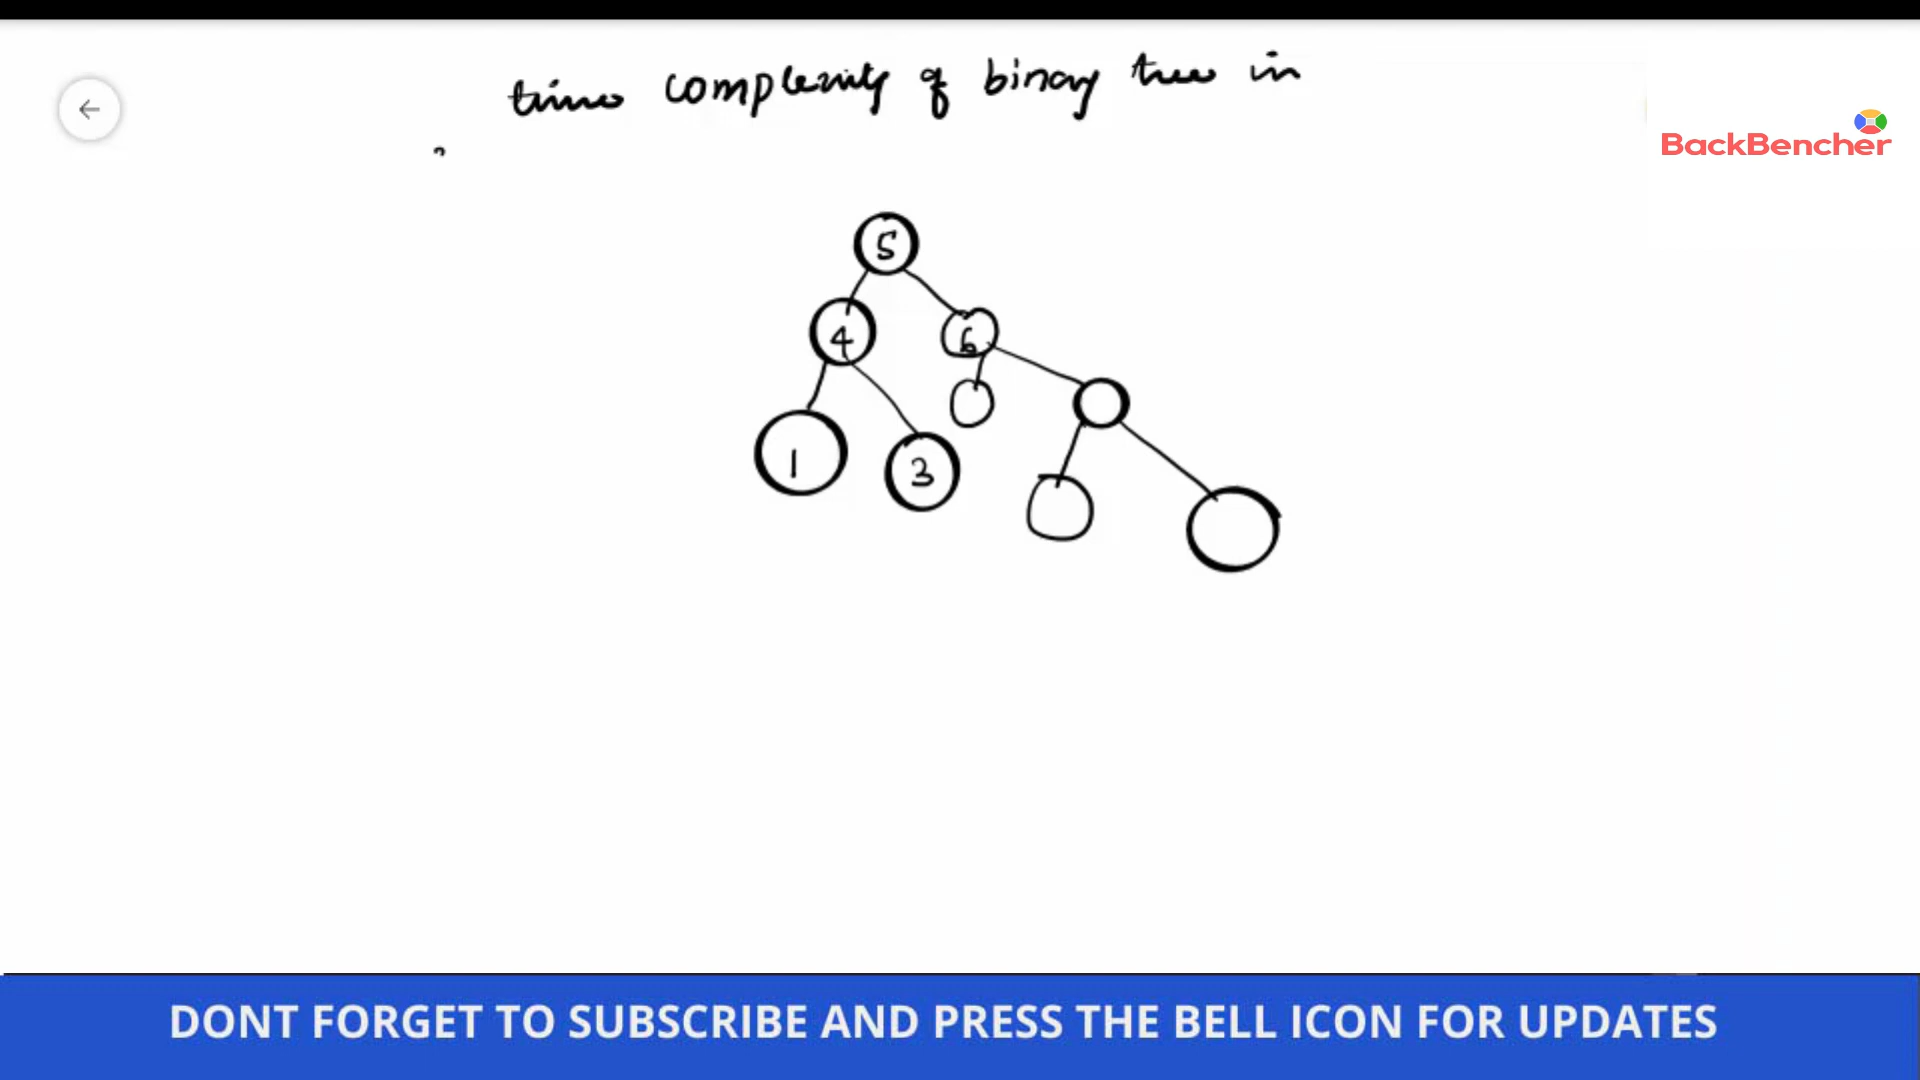 time complexity of binary tree in
BackBencher
5
4 6
1 3
DONT FORGET TO SUBSCRIBE AND PRESS THE BELL ICON FOR UPDATES